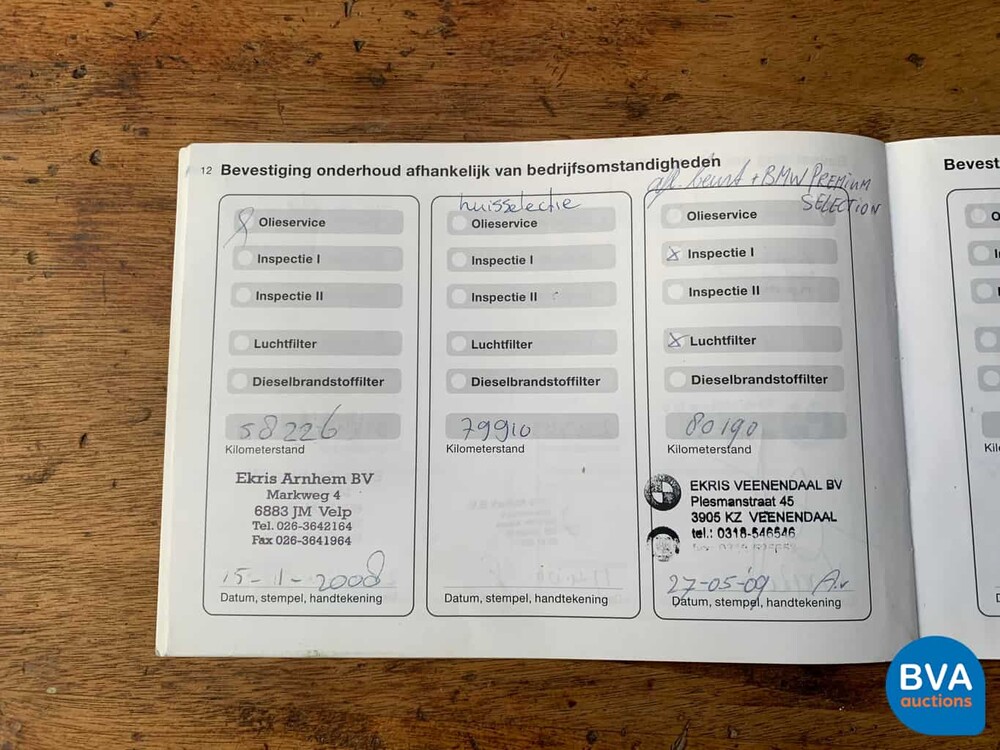 12 Bevestiging onderhoud afhankelijk van bedrijfsomstandigheden
Olieservice
Inspectie I
Inspectie II
Luchtfilter
Dieselbrandstoffilter
58226
Kilometerstand
Ekris Arnhem BV
Markweg 4
6883 JM Velp
Tel. 026-3642164
Fax 026-3641964
15-1-2008
Datum, stempel, handtekening
huisselectie
Olieservice
Inspectie I
Inspectie II
Luchtfilter
Dieselbrandstoffilter
79910
Kilometerstand
Datum, stempel, handtekening
afl. beurt + BMW PREMIUM
SELECTION
Olieservice
Inspectie I
Inspectie II
Luchtfilter
Dieselbrandstoffilter
80190
Kilometerstand
EKRIS VEENENDAAL BV
Plesmanstraat 45
3905 KZ VEENENDAAL
tel.: 0318-546546
27-05-'09
Datum, stempel, handtekening
Bevest
BVA
auctions